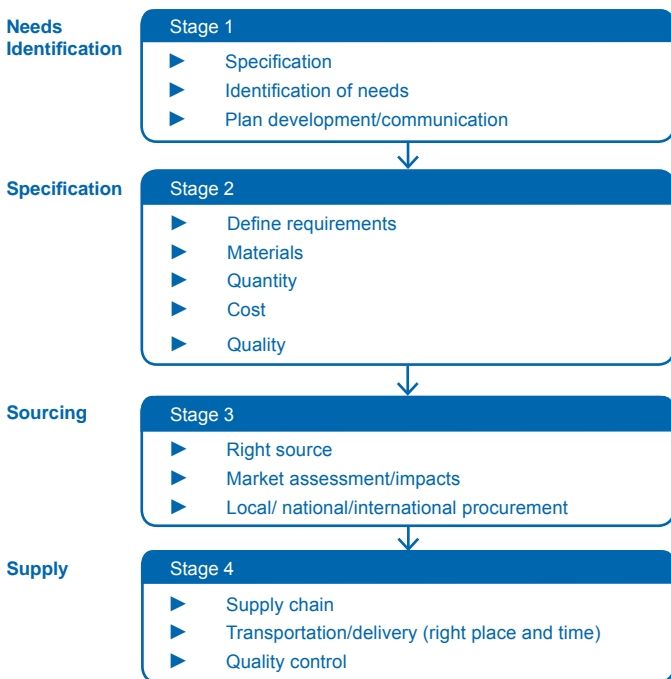 Needs
Identification
Stage 1
► Specification
► Identification of needs
► Plan development/communication
Specification
Stage 2
► Define requirements
► Materials
► Quantity
► Cost
► Quality
Sourcing
Stage 3
► Right source
► Market assessment/impacts
► Local/ national/international procurement
Supply
Stage 4
► Supply chain
► Transportation/delivery (right place and time)
► Quality control